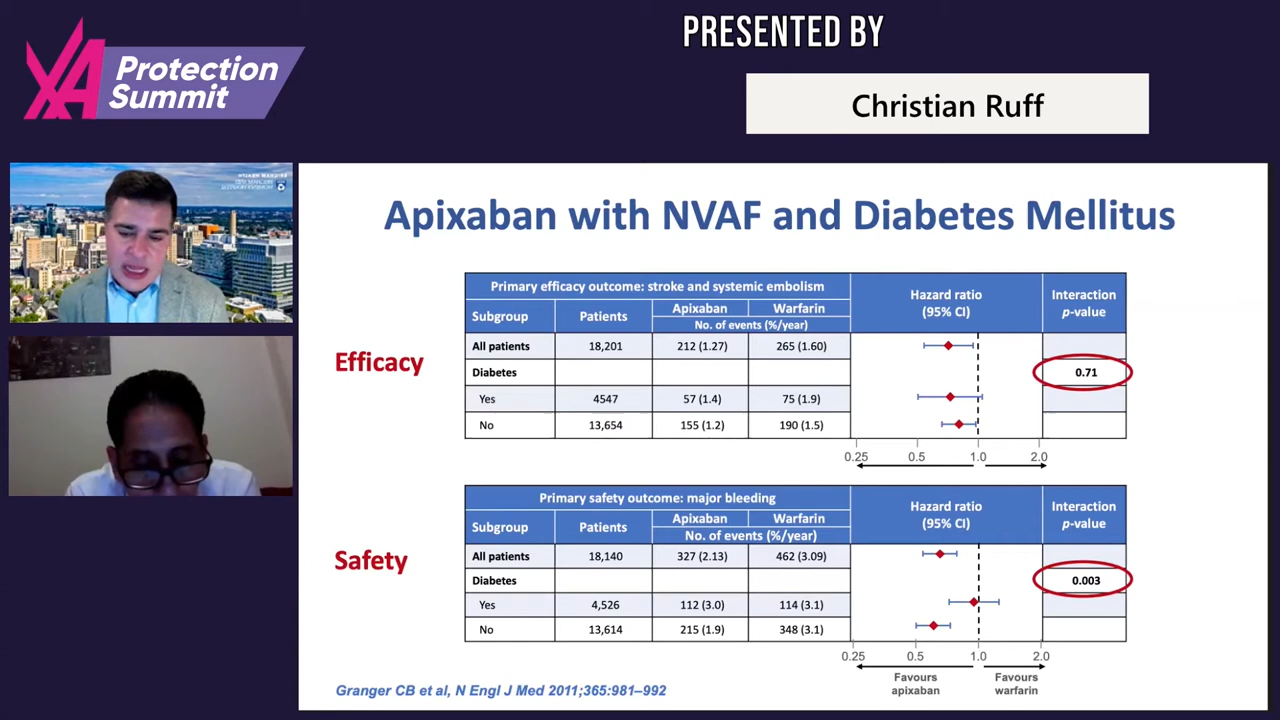 PRESENTED BY
XA Protection
Summit
Christian Ruff
Apixaban with NVAF and Diabetes Mellitus
Efficacy
Primary efficacy outcome: stroke and systemic embolism
Hazard ratio
(95% CI)
Interaction
p-value
Subgroup
Patients
Apixaban
Warfarin
No. of events (%/year)
All patients 18,201 212 (1.27) 265 (1.60)
Diabetes 0.71
Yes 4547 57 (1.4) 75 (1.9)
No 13,654 155 (1.2) 190 (1.5)
0.25 0.5 1.0 2.0
Safety
Primary safety outcome: major bleeding
Hazard ratio
(95% CI)
Interaction
p-value
Subgroup
Patients
Apixaban
Warfarin
No. of events (%/year)
All patients 18,140 327 (2.13) 462 (3.09)
Diabetes 0.003
Yes 4,526 112 (3.0) 114 (3.1)
No 13,614 215 (1.9) 348 (3.1)
0.25 0.5 1.0 2.0
Favours
apixaban
Favours
warfarin
Granger CB et al, N Engl J Med 2011;365:981–992